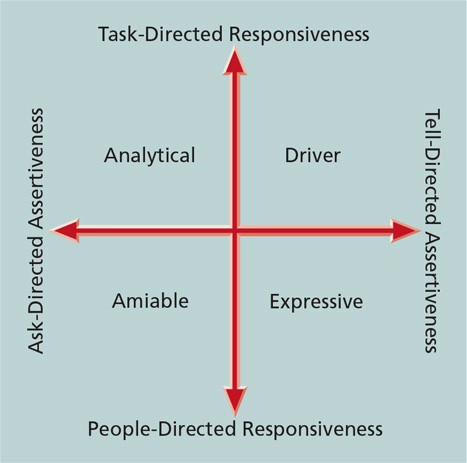 Task-Directed Responsiveness
Ask-Directed Assertiveness
Tell-Directed Assertiveness
Analytical
Driver
Amiable
Expressive
People-Directed Responsiveness